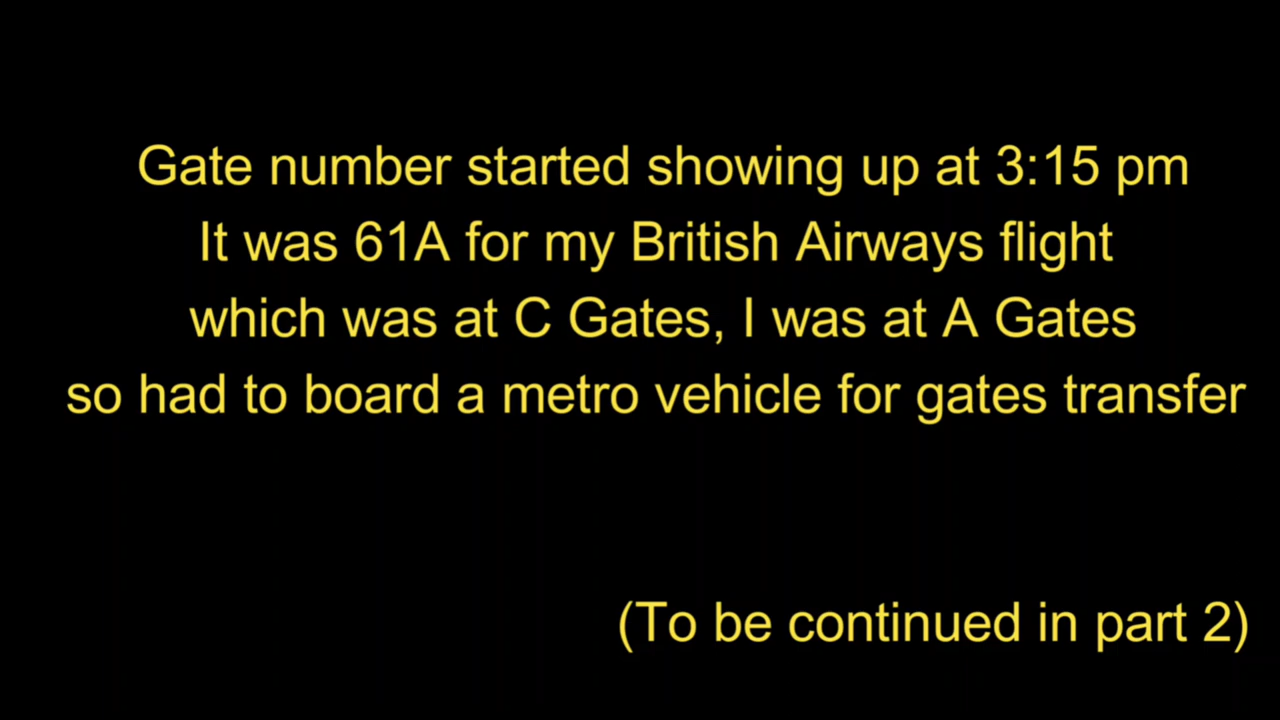 Gate number started showing up at 3:15 pm
It was 61A for my British Airways flight
which was at C Gates, I was at A Gates
so had to board a metro vehicle for gates transfer
(To be continued in part 2)